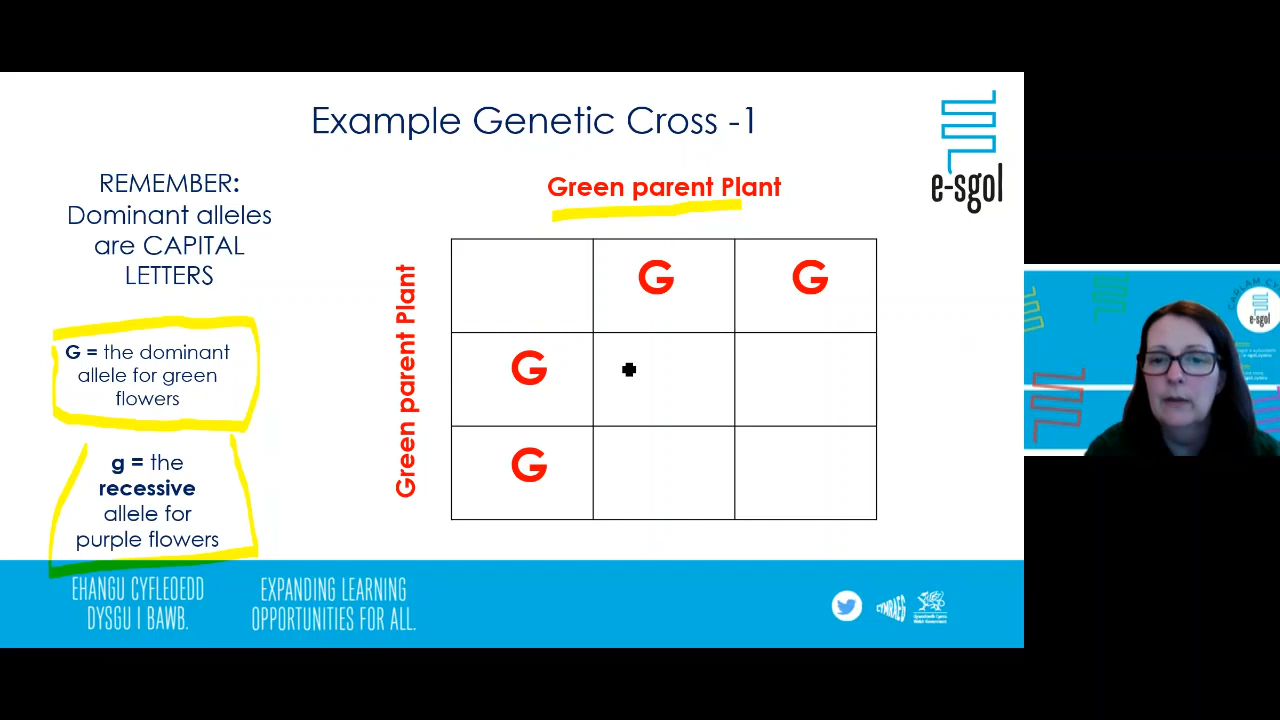 Example Genetic Cross -1
e-sgol
REMEMBER:
Dominant alleles
are CAPITAL
LETTERS
G = the dominant
allele for green
flowers
g = the
recessive
allele for
purple flowers
Green parent Plant
Green parent Plant
G G
G
G
EHANGU CYFLEOEDD
DYSGU I BAWB.
EXPANDING LEARNING
OPPORTUNITIES FOR ALL.
CYMRAEG
e-sgol